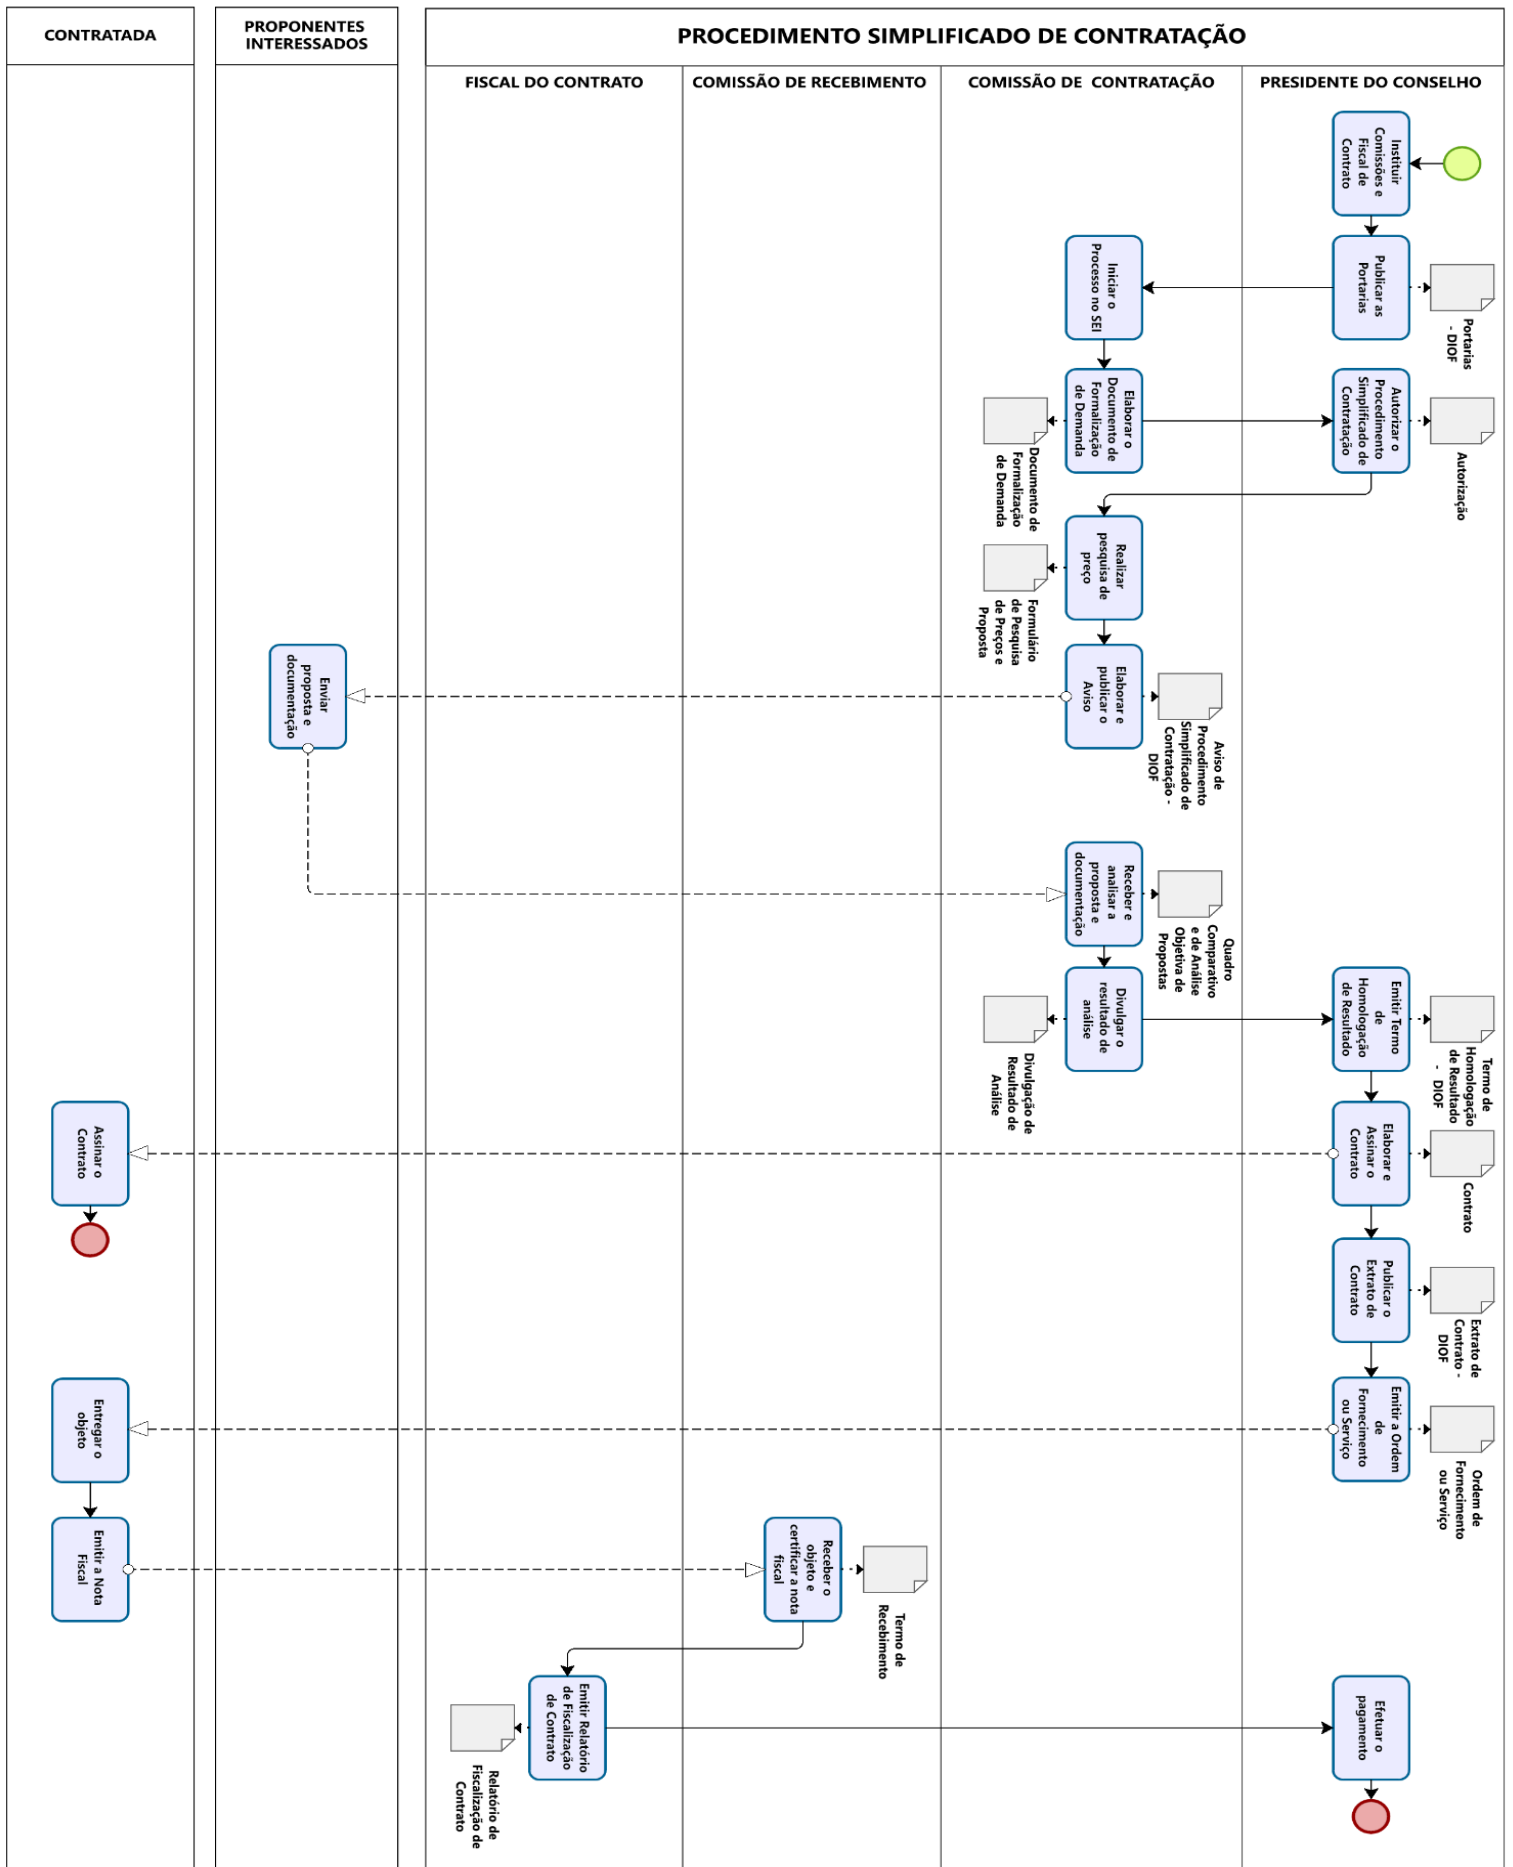 CONTRATADA
PROPONENTES
INTERESSADOS
PROCEDIMENTO SIMPLIFICADO DE CONTRATAÇÃO
FISCAL DO CONTRATO
COMISSÃO DE RECEBIMENTO
COMISSÃO DE CONTRATAÇÃO
PRESIDENTE DO CONSELHO
Instituir
Comissões e
Fiscal de
Contrato
Publicar as
Portarias
Portarias
- DIOF
Iniciar o
Processo no SEI
Elaborar o
Documento de
Formalização
de Demanda
Documento de
Formalização
de Demanda
Autorizar o
Procedimento
Simplificado de
Contratação
Autorização
Realizar
pesquisa de
preço
Formulário
de Pesquisa
de Preços e
Proposta
Elaborar e
publicar o
Aviso
Aviso de
Procedimento
Simplificado de
Contratação -
DIOF
Enviar
proposta e
documentação
Receber e
analisar a
proposta e
documentação
Quadro
Comparativo
e de Análise
Objetiva de
Propostas
Divulgar o
resultado de
análise
Divulgação de
Resultado de
Análise
Emitir Termo
de
Homologação
de Resultado
Termo de
Homologação
de Resultado
- DIOF
Elaborar e
Assinar o
Contrato
Contrato
Assinar o
Contrato
Publicar o
Extrato de
Contrato
Extrato de
Contrato -
DIOF
Emitir a Ordem
de
Fornecimento
ou Serviço
Ordem de
Fornecimento
ou Serviço
Entregar o
objeto
Emitir a Nota
Fiscal
Receber o
objeto e
certificar a nota
fiscal
Termo de
Recebimento
Emitir Relatório
de Fiscalização
de Contrato
Relatório de
Fiscalização de
Contrato
Efetuar o
pagamento